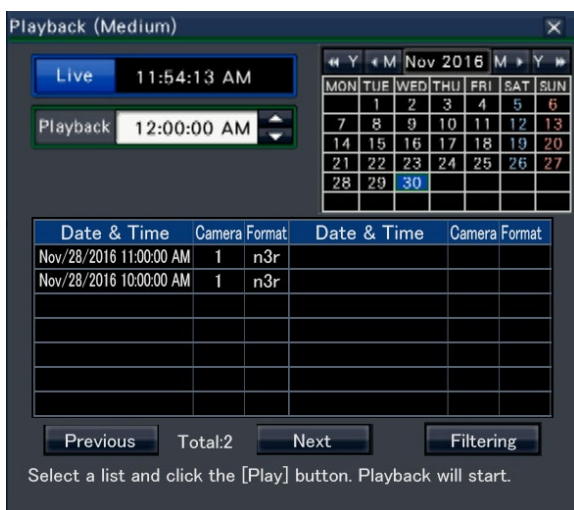 Playback (Medium)
Live 11:54:13 AM
Playback 12:00:00 AM
Y M Nov 2016 M Y
MON TUE WED THU FRI SAT SUN
1 2 3 4 5 6
7 8 9 10 11 12 13
14 15 16 17 18 19 20
21 22 23 24 25 26 27
28 29 30
Date & Time Camera Format Date & Time Camera Format
Nov/28/2016 11:00:00 AM 1 n3r
Nov/28/2016 10:00:00 AM 1 n3r
Previous Total:2 Next Filtering
Select a list and click the [Play] button. Playback will start.